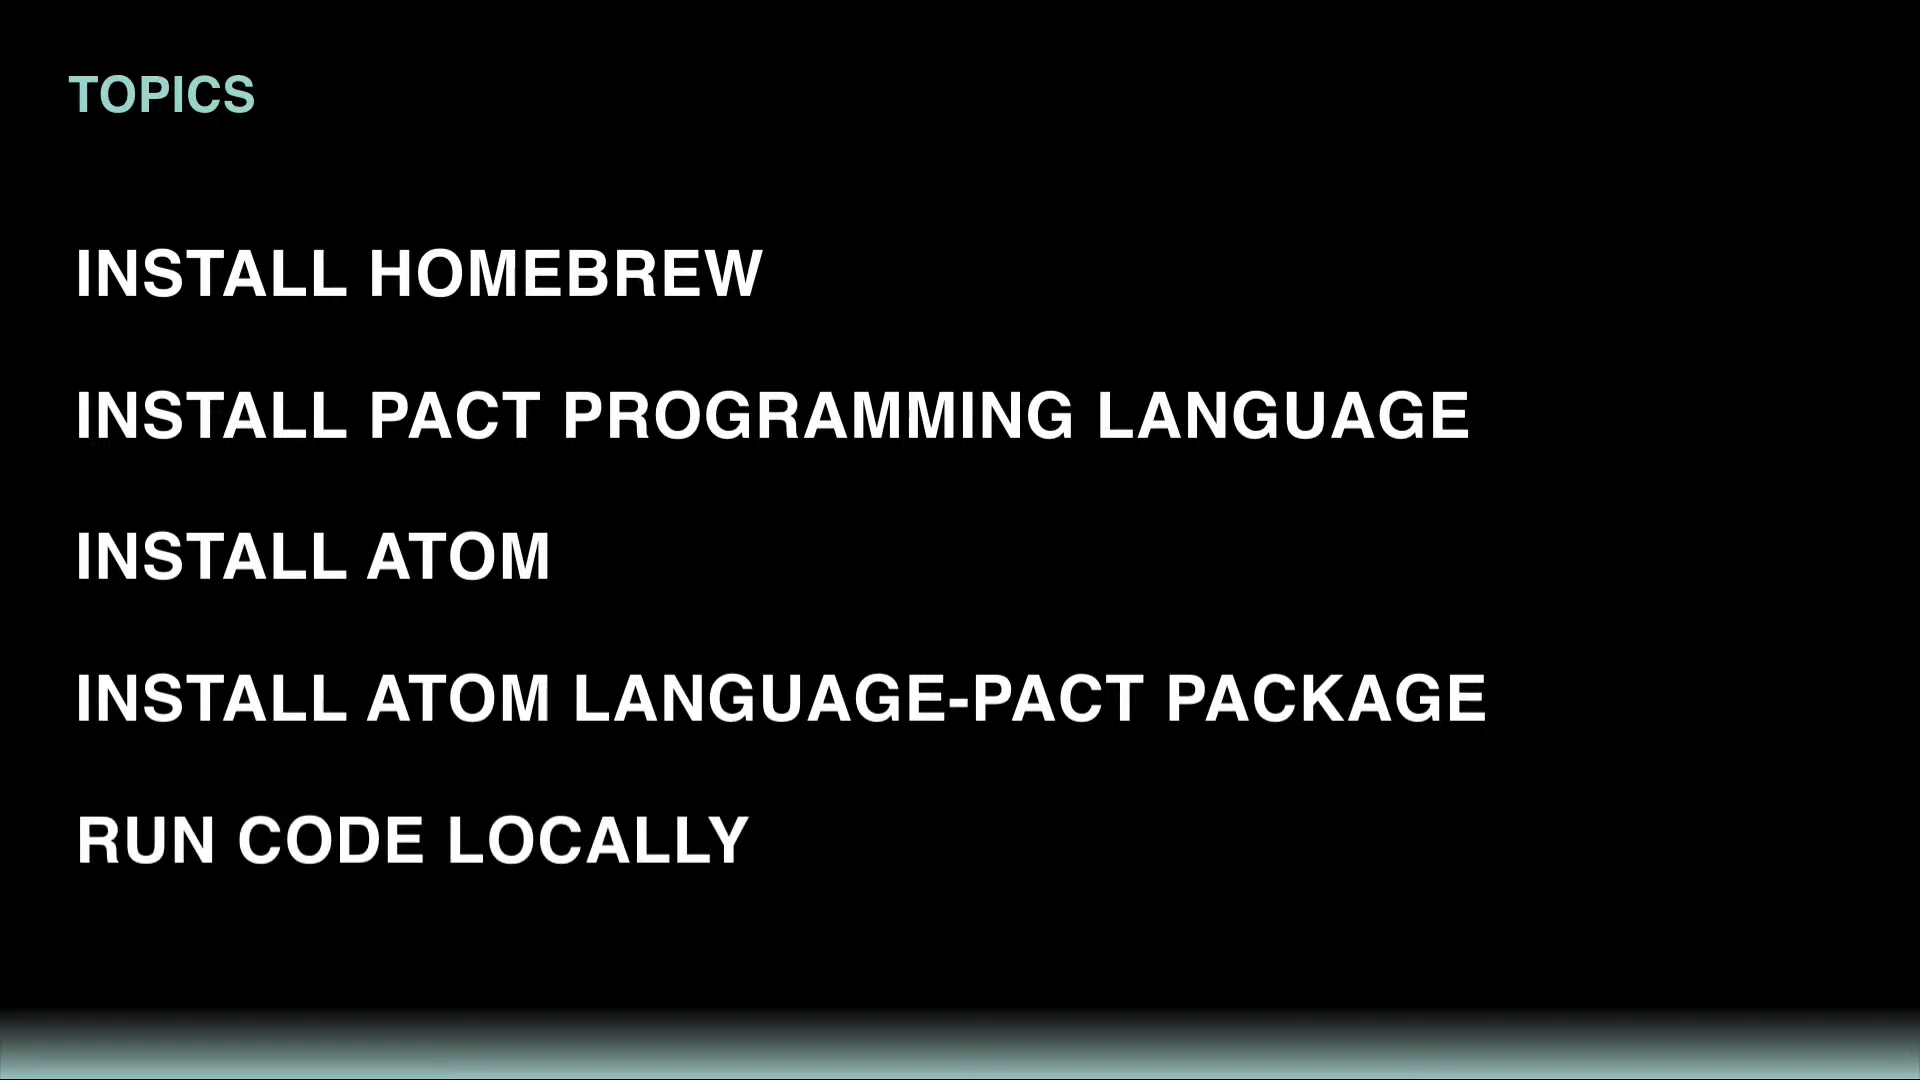 TOPICS
INSTALL HOMEBREW
INSTALL PACT PROGRAMMING LANGUAGE
INSTALL ATOM
INSTALL ATOM LANGUAGE-PACT PACKAGE
RUN CODE LOCALLY